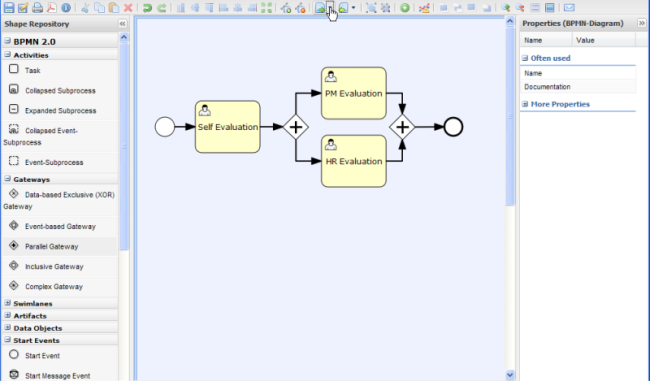 Shape Repository
BPMN 2.0
Activities
Task
Collapsed Subprocess
Expanded Subprocess
Collapsed Event-
Subprocess
Event-Subprocess
Gateways
Data-based Exclusive (XOR)
Gateway
Event-based Gateway
Parallel Gateway
Inclusive Gateway
Complex Gateway
Swimlanes
Artifacts
Data Objects
Start Events
Start Event
Start Message Event
Self Evaluation
PM Evaluation
HR Evaluation
Properties (BPMN-Diagram)
Name Value
Often used
Name
Documentation
More Properties